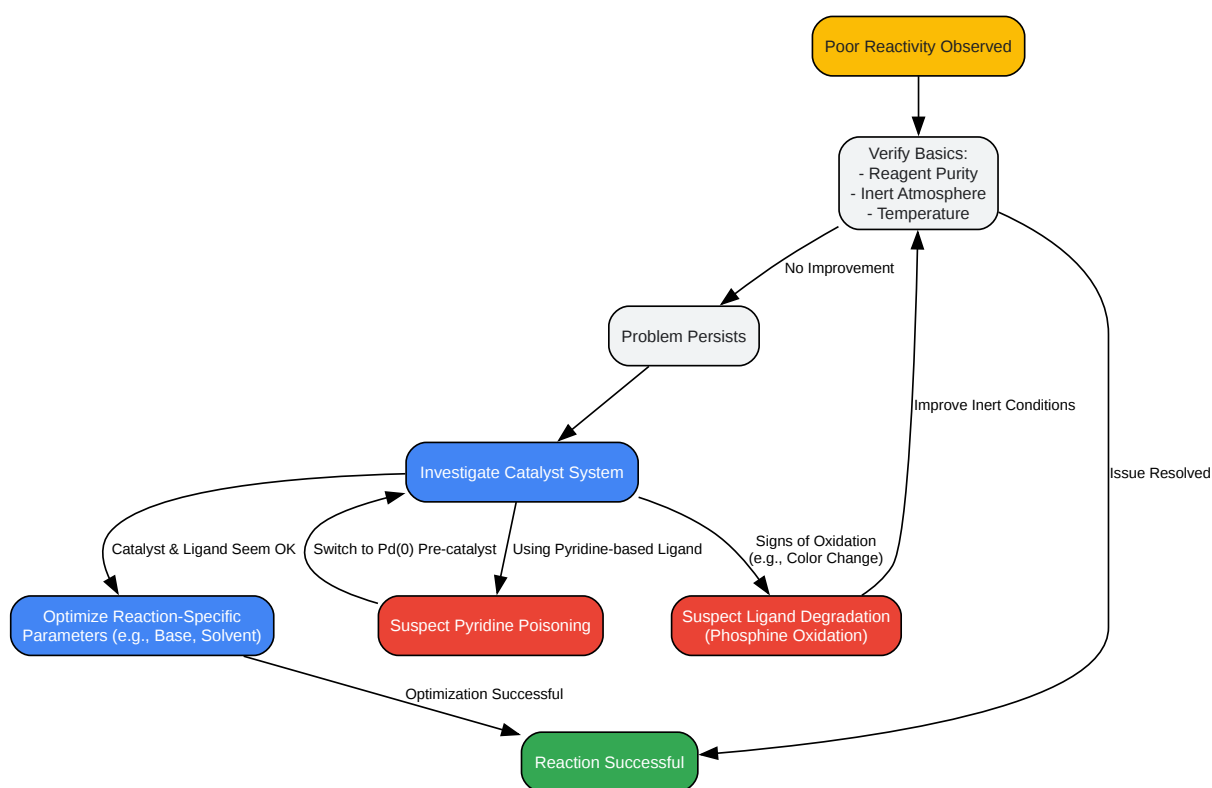 Poor Reactivity Observed
Verify Basics:
- Reagent Purity
- Inert Atmosphere
- Temperature
No Improvement
Problem Persists
Improve Inert Conditions
Investigate Catalyst System
Issue Resolved
Catalyst & Ligand Seem OK
Switch to Pd(0) Pre-catalyst
Using Pyridine-based Ligand
Signs of Oxidation
(e.g., Color Change)
Optimize Reaction-Specific
Parameters (e.g., Base, Solvent)
Suspect Pyridine Poisoning
Suspect Ligand Degradation
(Phosphine Oxidation)
Optimization Successful
Reaction Successful